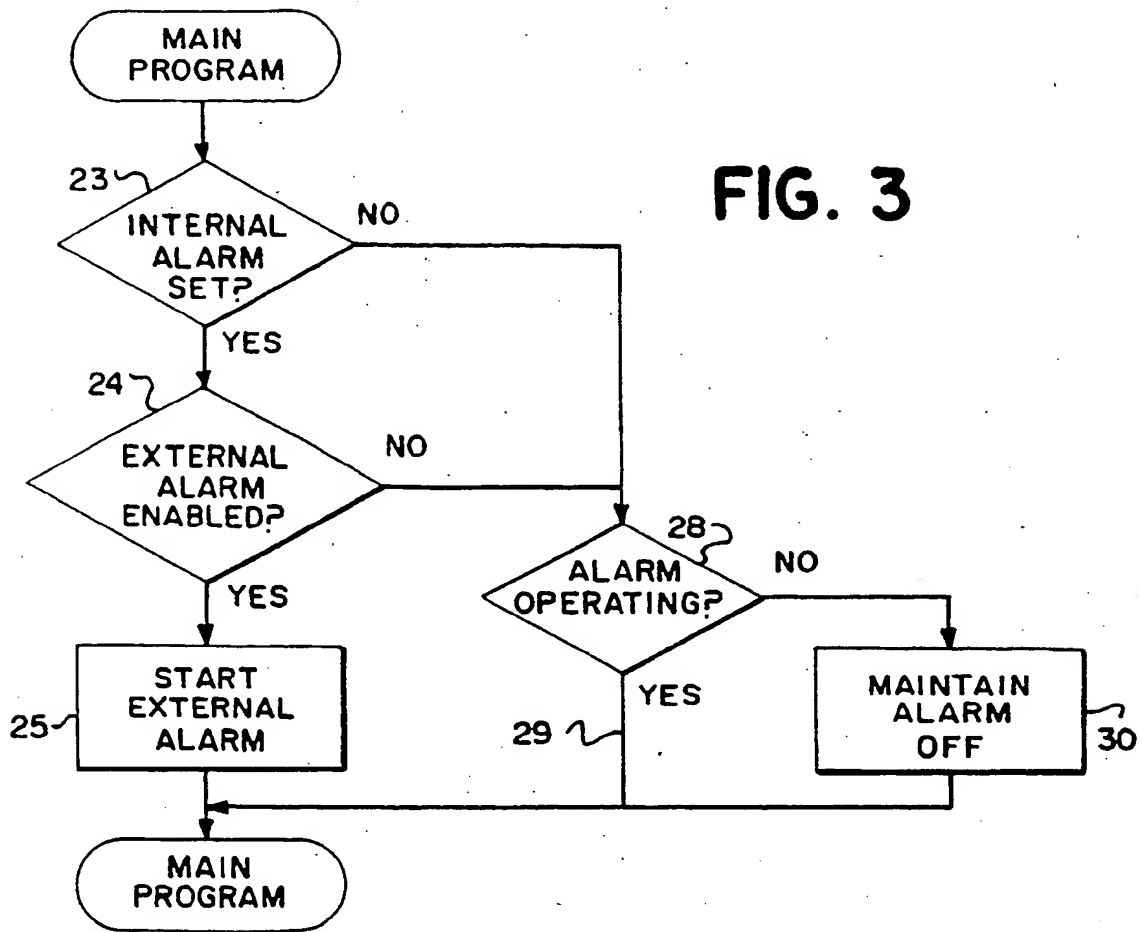 MAIN
PROGRAM
FIG. 3
23
INTERNAL
ALARM
SET?
NO
YES
24
EXTERNAL
ALARM
ENABLED?
NO
YES
28
ALARM
OPERATING?
NO
YES
START
EXTERNAL
ALARM
25
29
MAINTAIN
ALARM
OFF
30
MAIN
PROGRAM